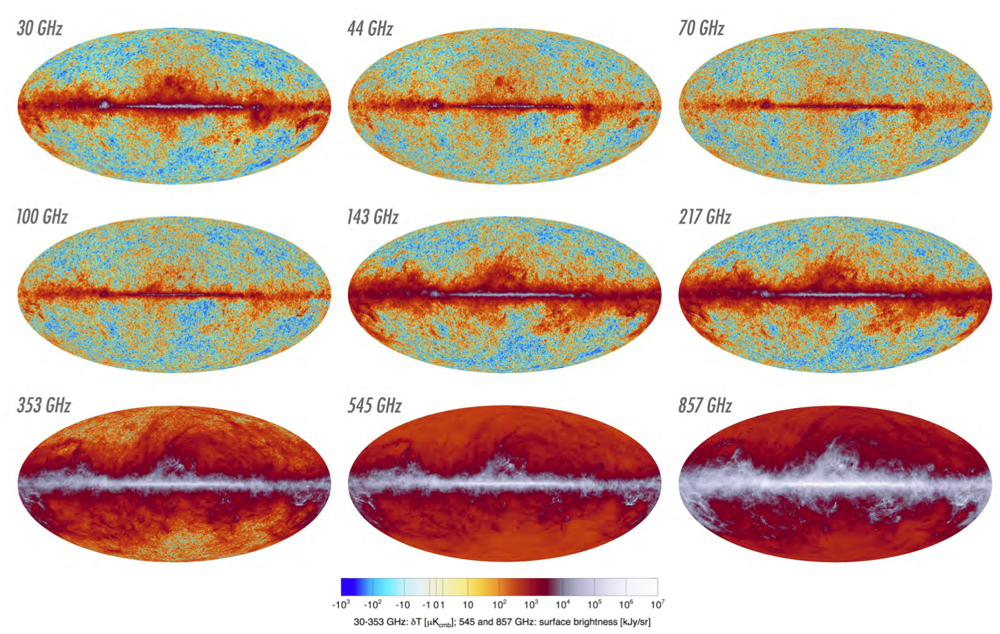 30 GHz
44 GHz
70 GHz
100 GHz
143 GHz
217 GHz
353 GHz
545 GHz
857 GHz
-10³ -10² -10 -1 0 1 10 10² 10³ 10⁴ 10⁵ 10⁶ 10⁷
30-353 GHz: δT [μKcmb]; 545 and 857 GHz: surface brightness [kJy/sr]